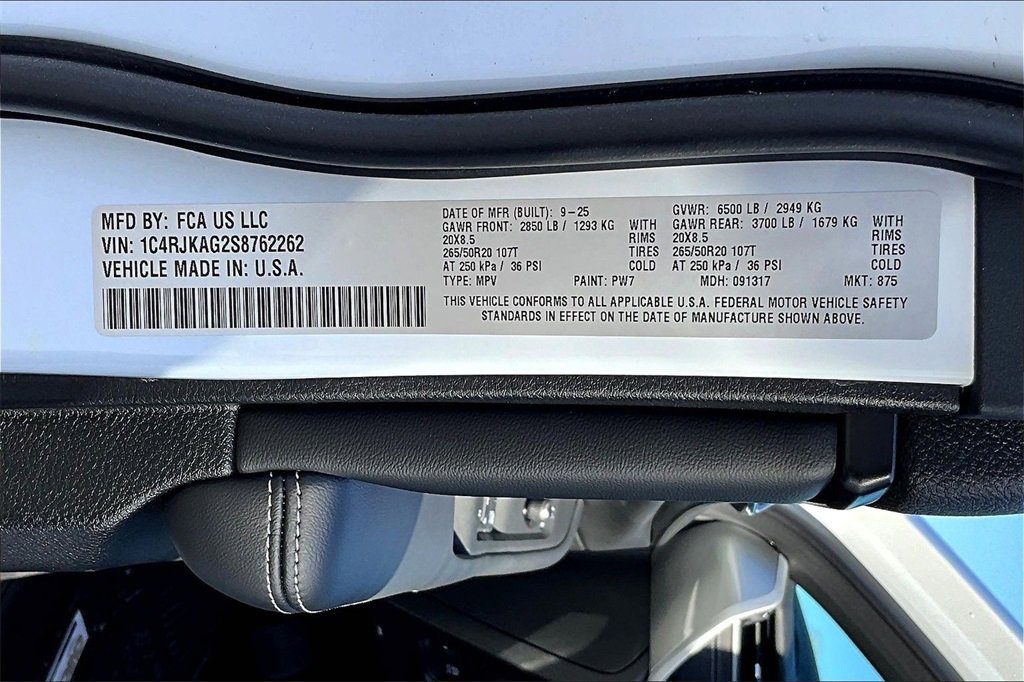 MFD BY: FCA US LLC
VIN: 1C4RJKAG2S8762262
VEHICLE MADE IN: U.S.A.
DATE OF MFR (BUILT): 9-25
GAWR FRONT: 2850 LB / 1293 KG WITH
20X8.5 RIMS
265/50R20 107T TIRES
AT 250 kPa / 36 PSI COLD
GVWR: 6500 LB / 2949 KG
GAWR REAR: 3700 LB / 1679 KG WITH
20X8.5 RIMS
265/50R20 107T TIRES
AT 250 kPa / 36 PSI COLD
TYPE: MPV PAINT: PW7 MDH: 091317 MKT: 875
THIS VEHICLE CONFORMS TO ALL APPLICABLE U.S.A. FEDERAL MOTOR VEHICLE SAFETY
STANDARDS IN EFFECT ON THE DATE OF MANUFACTURE SHOWN ABOVE.